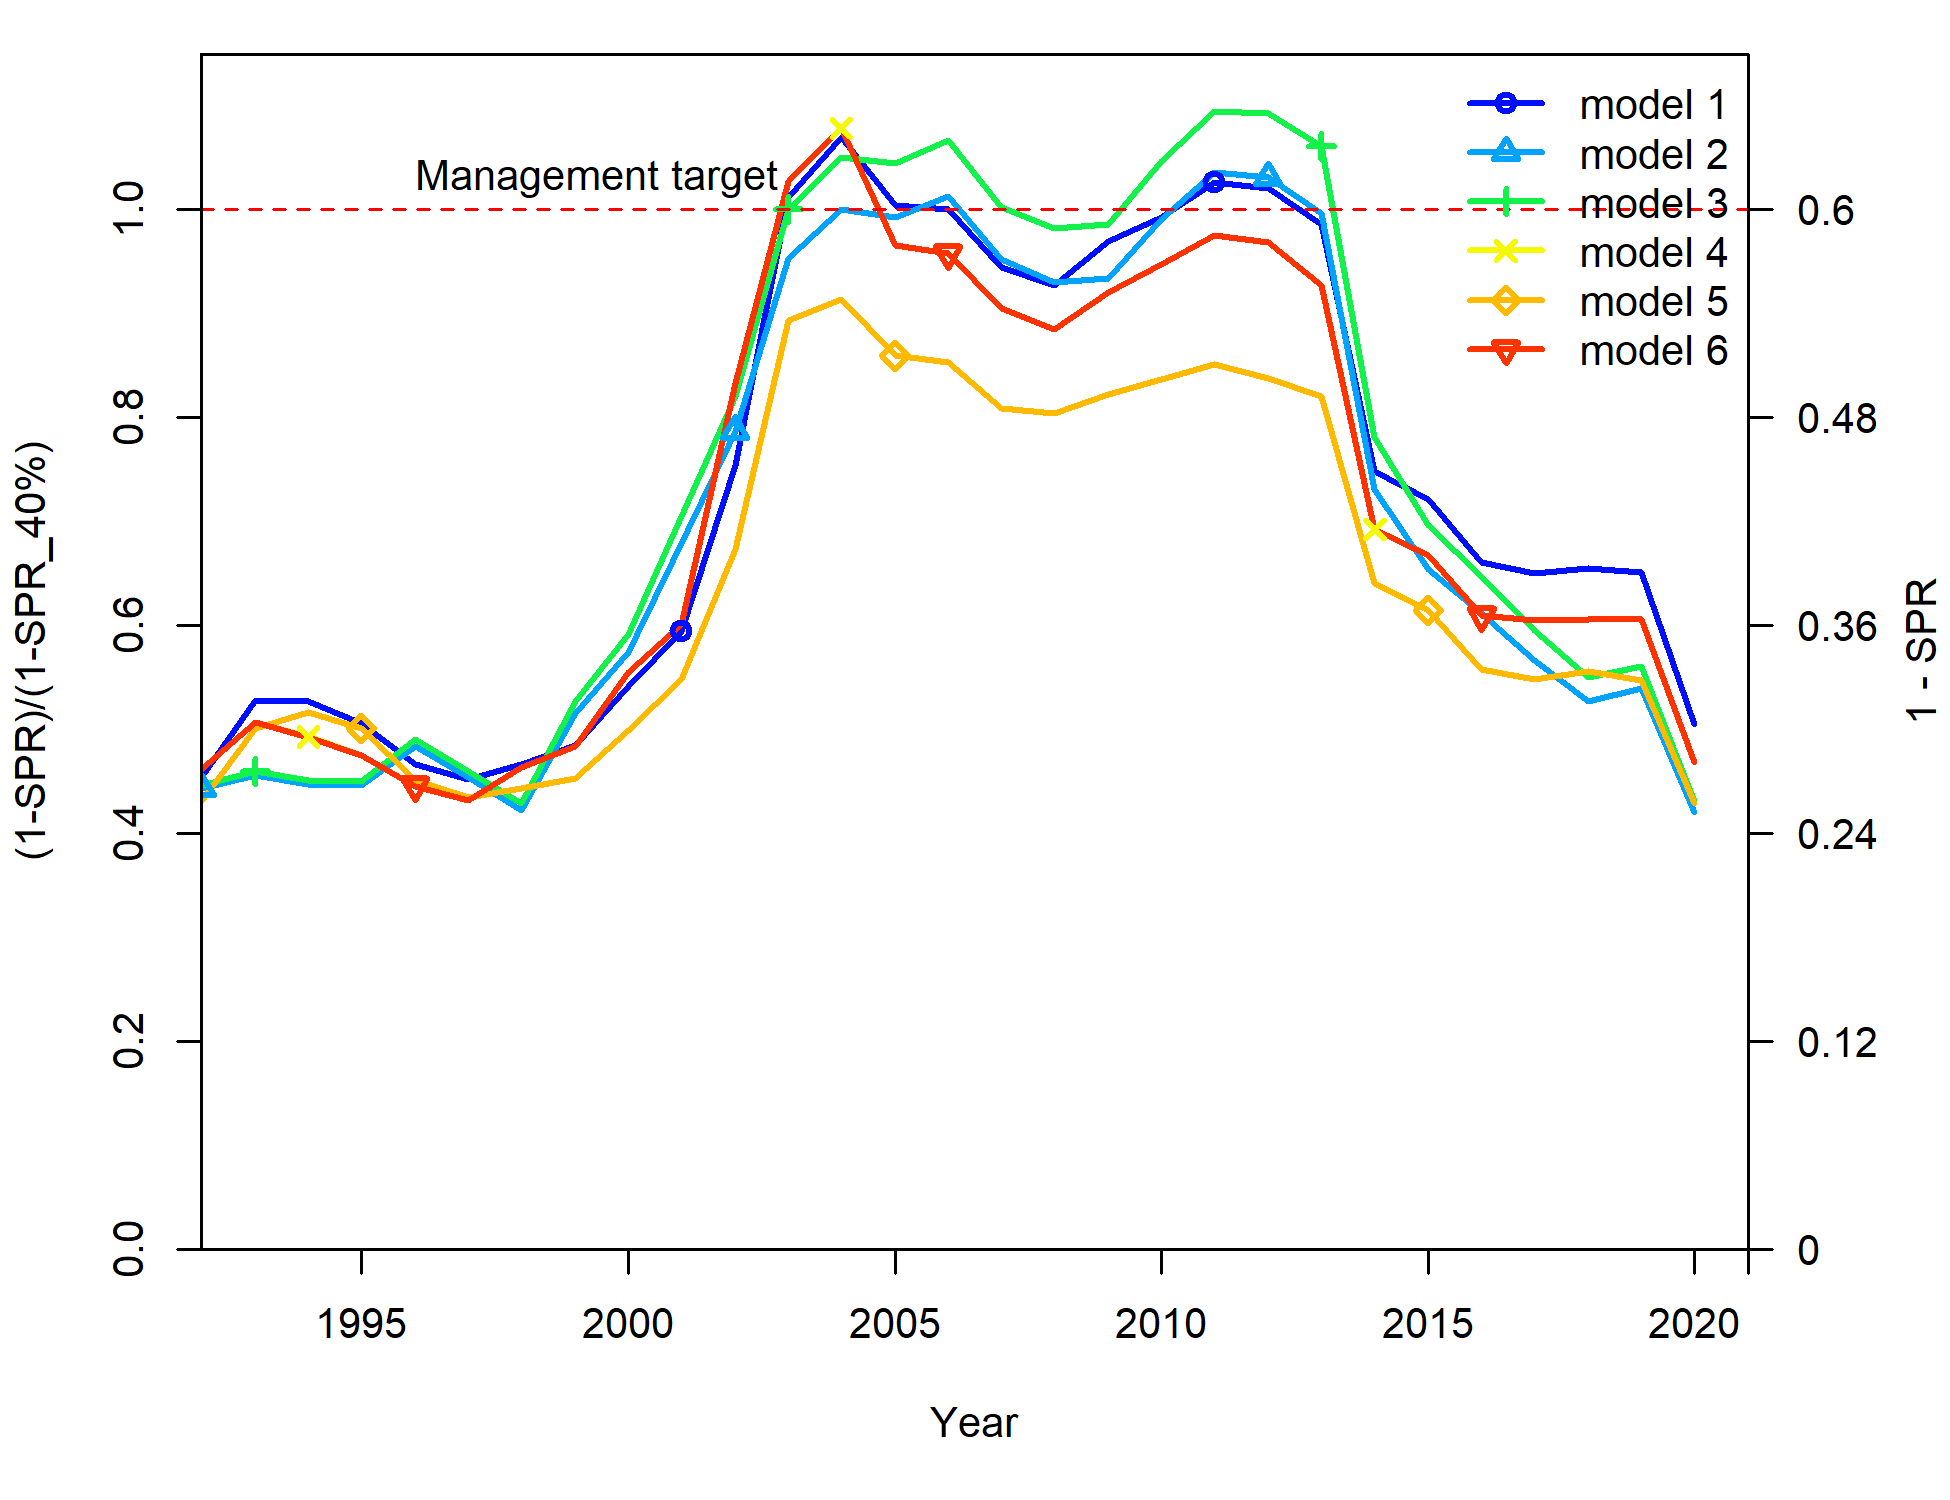 Management target
model 1
model 2
model 3
model 4
model 5
model 6
(1-SPR)/(1-SPR_40%)
1.0
0.8
0.6
0.4
0.2
0.0
0.6
0.48
0.36
0.24
0.12
0
1 - SPR
1995 2000 2005 2010 2015 2020
Year